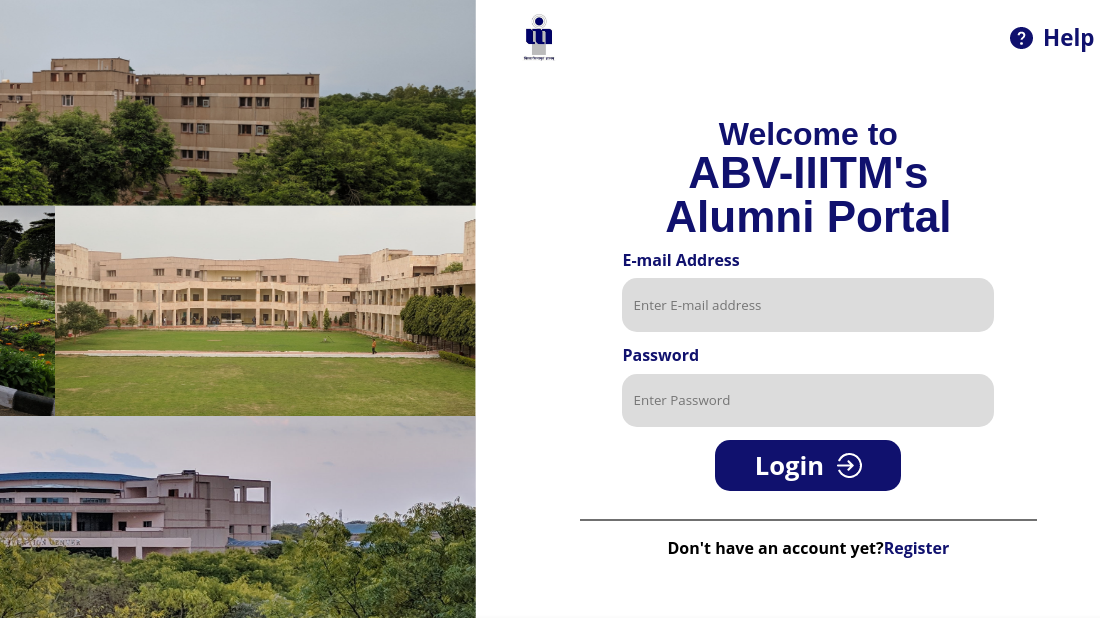 Help
Welcome to
ABV-IIITM's
Alumni Portal
E-mail Address
Enter E-mail address
Password
Enter Password
Login
Don't have an account yet?Register